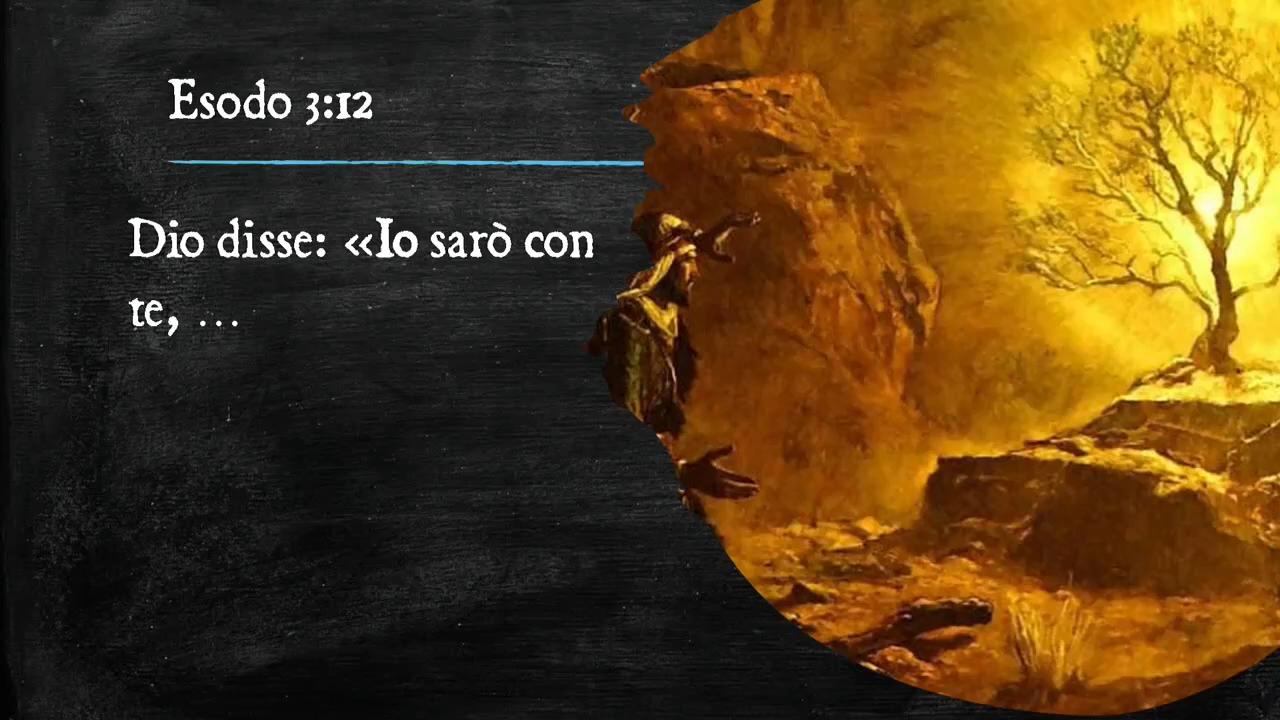 Esodo 3:12
Dio disse: «Io sarò con
te, ...